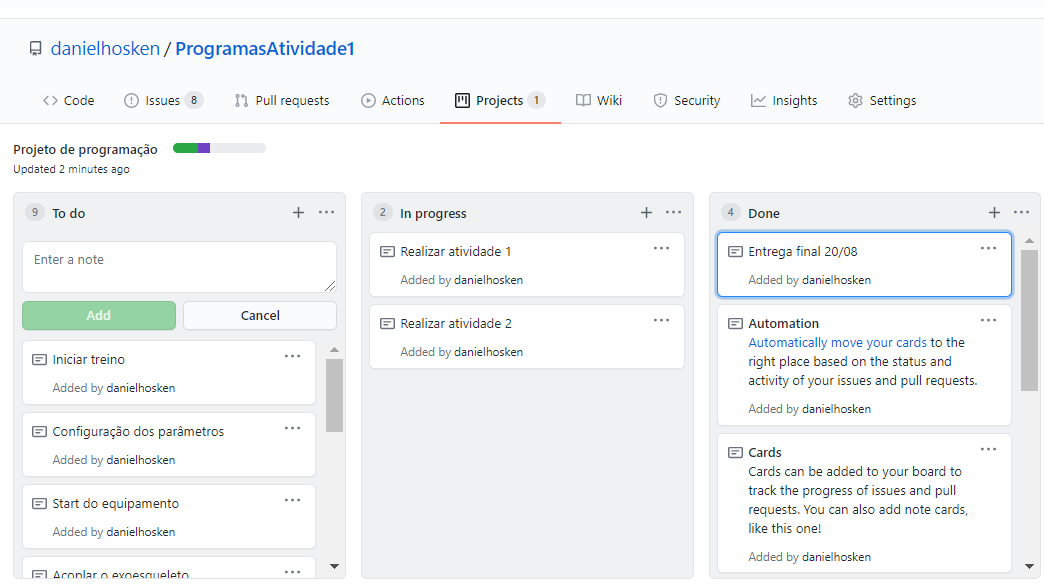 danielhosken / ProgramasAtividade1
Code Issues 8 Pull requests Actions Projects 1 Wiki Security Insights Settings
Projeto de programação
Updated 2 minutes ago
9 To do
Enter a note
Add Cancel
Iniciar treino
Added by danielhosken
Configuração dos parâmetros
Added by danielhosken
Start do equipamento
Added by danielhosken
Acoplar o exoesqueleto
2 In progress
Realizar atividade 1
Added by danielhosken
Realizar atividade 2
Added by danielhosken
4 Done
Entrega final 20/08
Added by danielhosken
Automation
Automatically move your cards to the
right place based on the status and
activity of your issues and pull requests.
Added by danielhosken
Cards
Cards can be added to your board to
track the progress of issues and pull
requests. You can also add note cards,
like this one!
Added by danielhosken